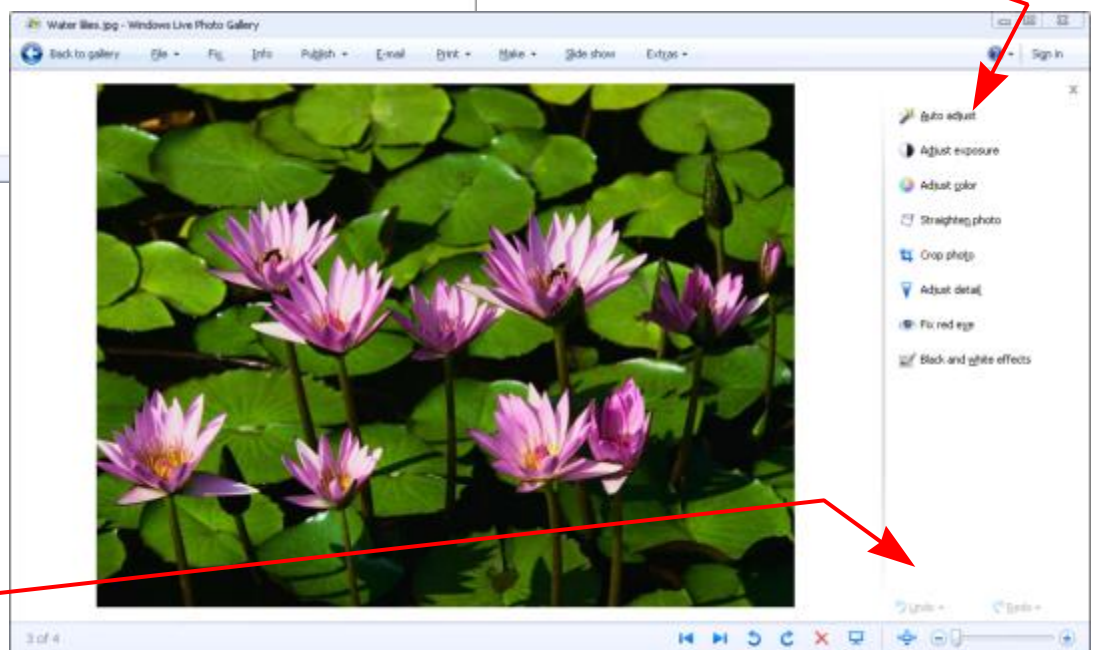 Water lilies.jpg - Windows Live Photo Gallery
Back to gallery File Fix Info Publish E-mail Print Make Slide show Extras Sign in
Auto adjust
Adjust exposure
Adjust color
Straighten photo
Crop photo
Adjust detail
Fix red eye
Black and white effects
Undo Redo
3 of 4